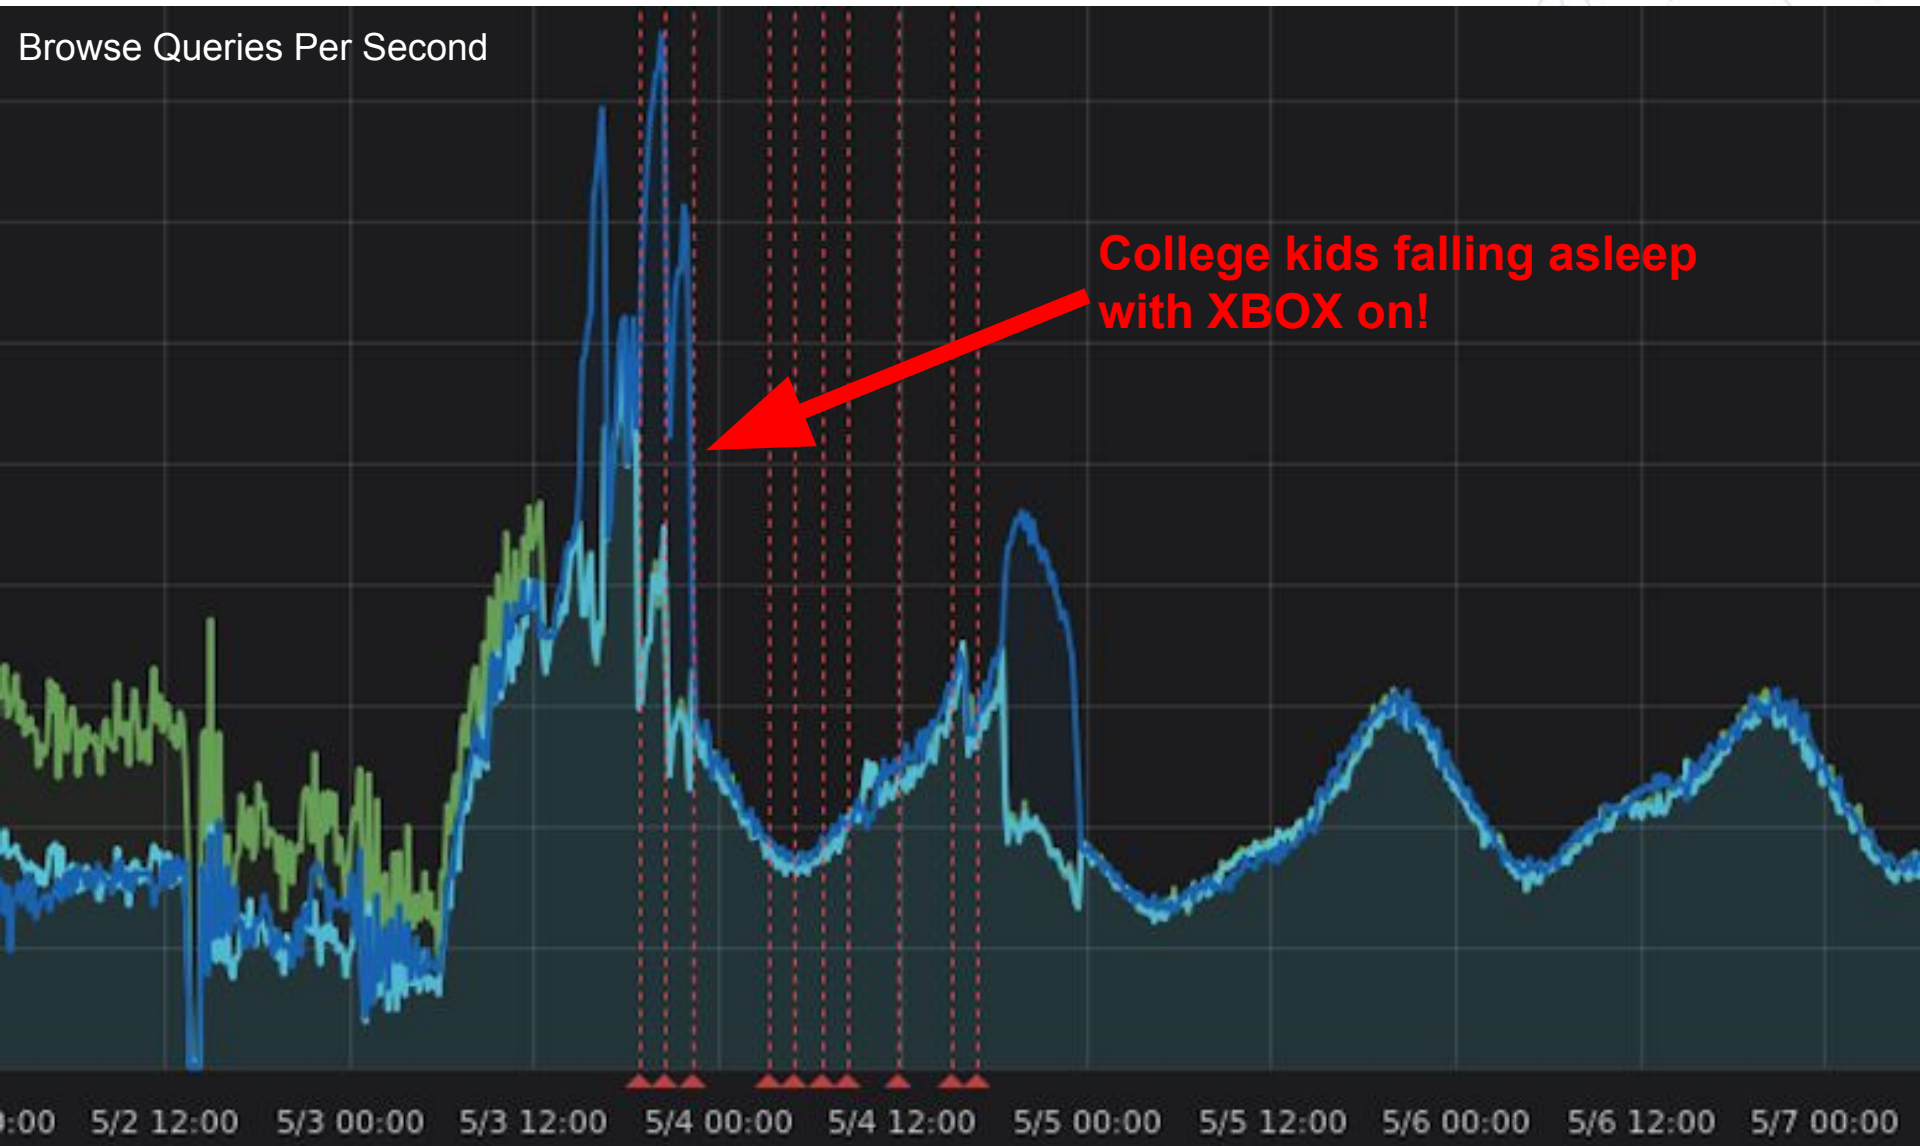 Browse Queries Per Second
College kids falling asleep
with XBOX on!
:00 5/2 12:00 5/3 00:00 5/3 12:00 5/4 00:00 5/4 12:00 5/5 00:00 5/5 12:00 5/6 00:00 5/6 12:00 5/7 00:00